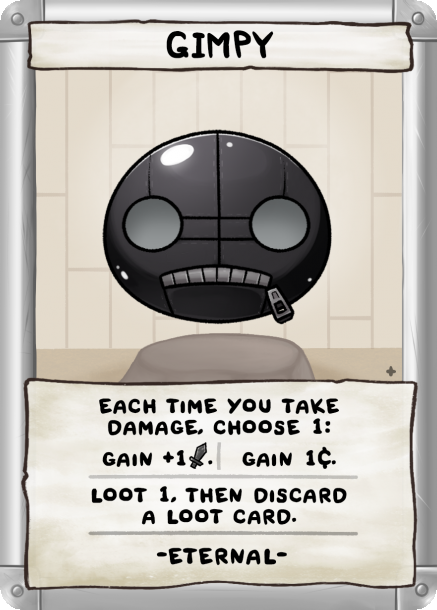 GIMPY
EACH TIME YOU TAKE
DAMAGE, CHOOSE 1:
GAIN +1. GAIN 1¢.
LOOT 1, THEN DISCARD
A LOOT CARD.
-ETERNAL-